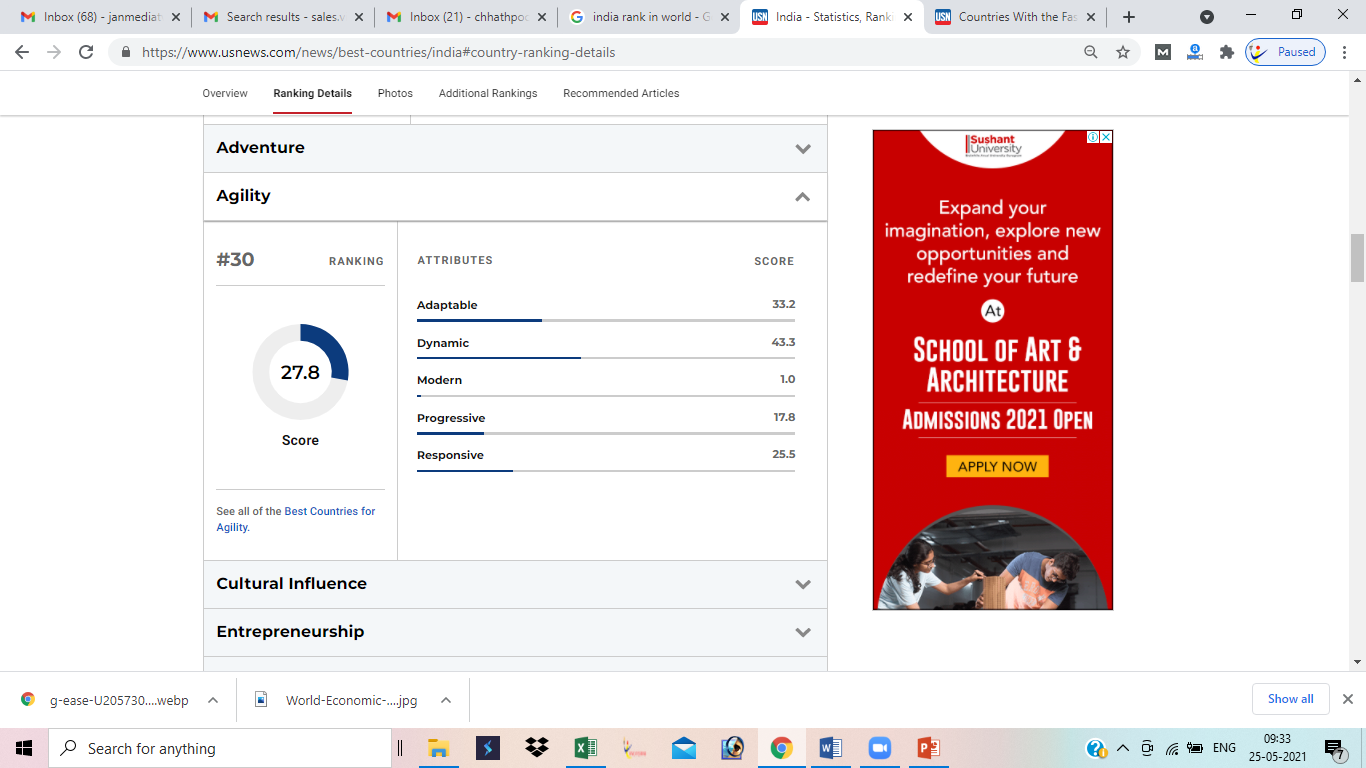 Inbox (68) - janmediat
Search results - sales.v
Inbox (21) - chhathpoo
india rank in world - G
USN
India - Statistics, Ranki
USN
Countries With the Fas
https://www.usnews.com/news/best-countries/india#country-ranking-details
Paused
Overview
Ranking Details
Photos
Additional Rankings
Recommended Articles
Adventure
Agility
#30
RANKING
27.8
Score
See all of the Best Countries for
Agility.
ATTRIBUTES
SCORE
Adaptable
33.2
Dynamic
43.3
Modern
1.0
Progressive
17.8
Responsive
25.5
Cultural Influence
Entrepreneurship
Sushant
University
Expand your
imagination, explore new
opportunities and
redefine your future
At
SCHOOL OF ART &
ARCHITECTURE
ADMISSIONS 2021 OPEN
APPLY NOW
g-ease-U205730....webp
World-Economic-....jpg
Show all
Search for anything
ENG
09:33
25-05-2021
7